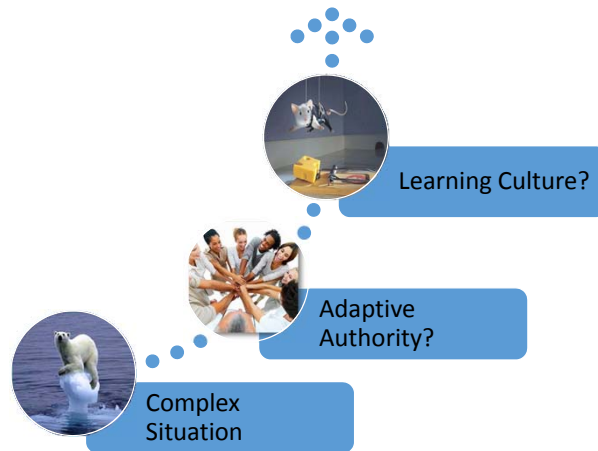 Learning Culture?
Adaptive
Authority?
Complex
Situation